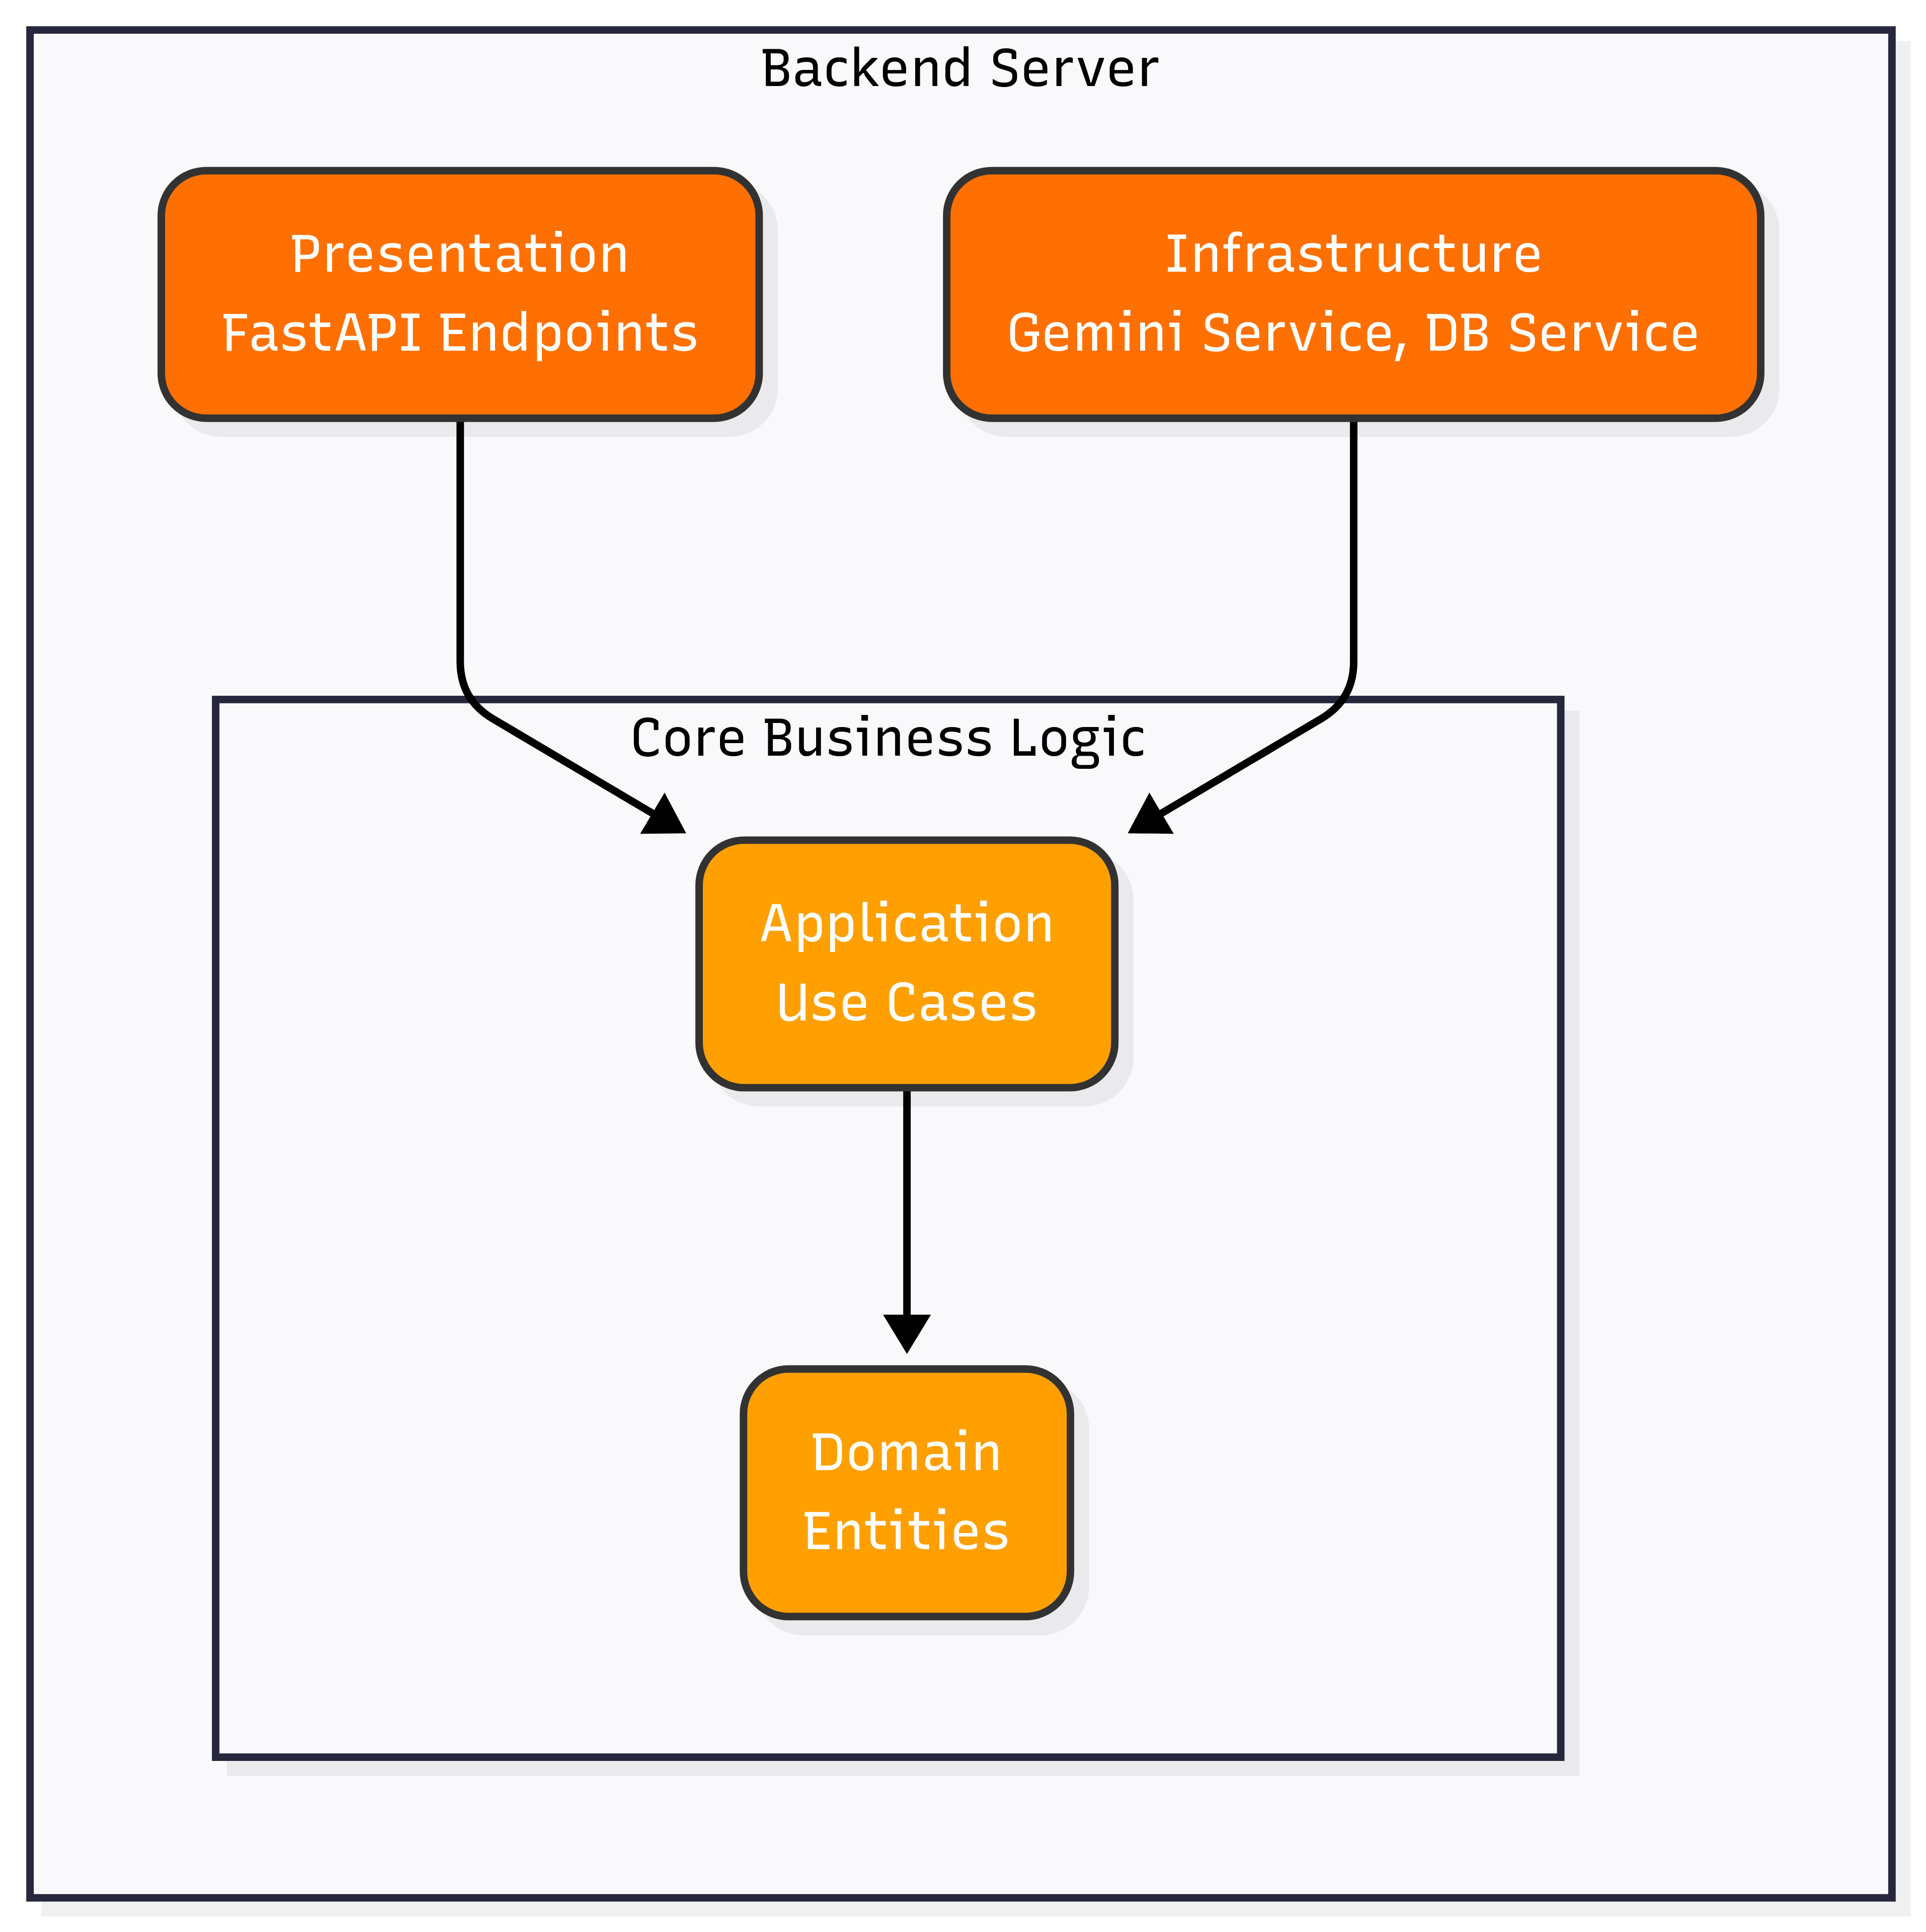 Backend Server
Presentation
FastAPI Endpoints
Infrastructure
Gemini Service, DB Service
Core Business Logic
Application
Use Cases
Domain
Entities